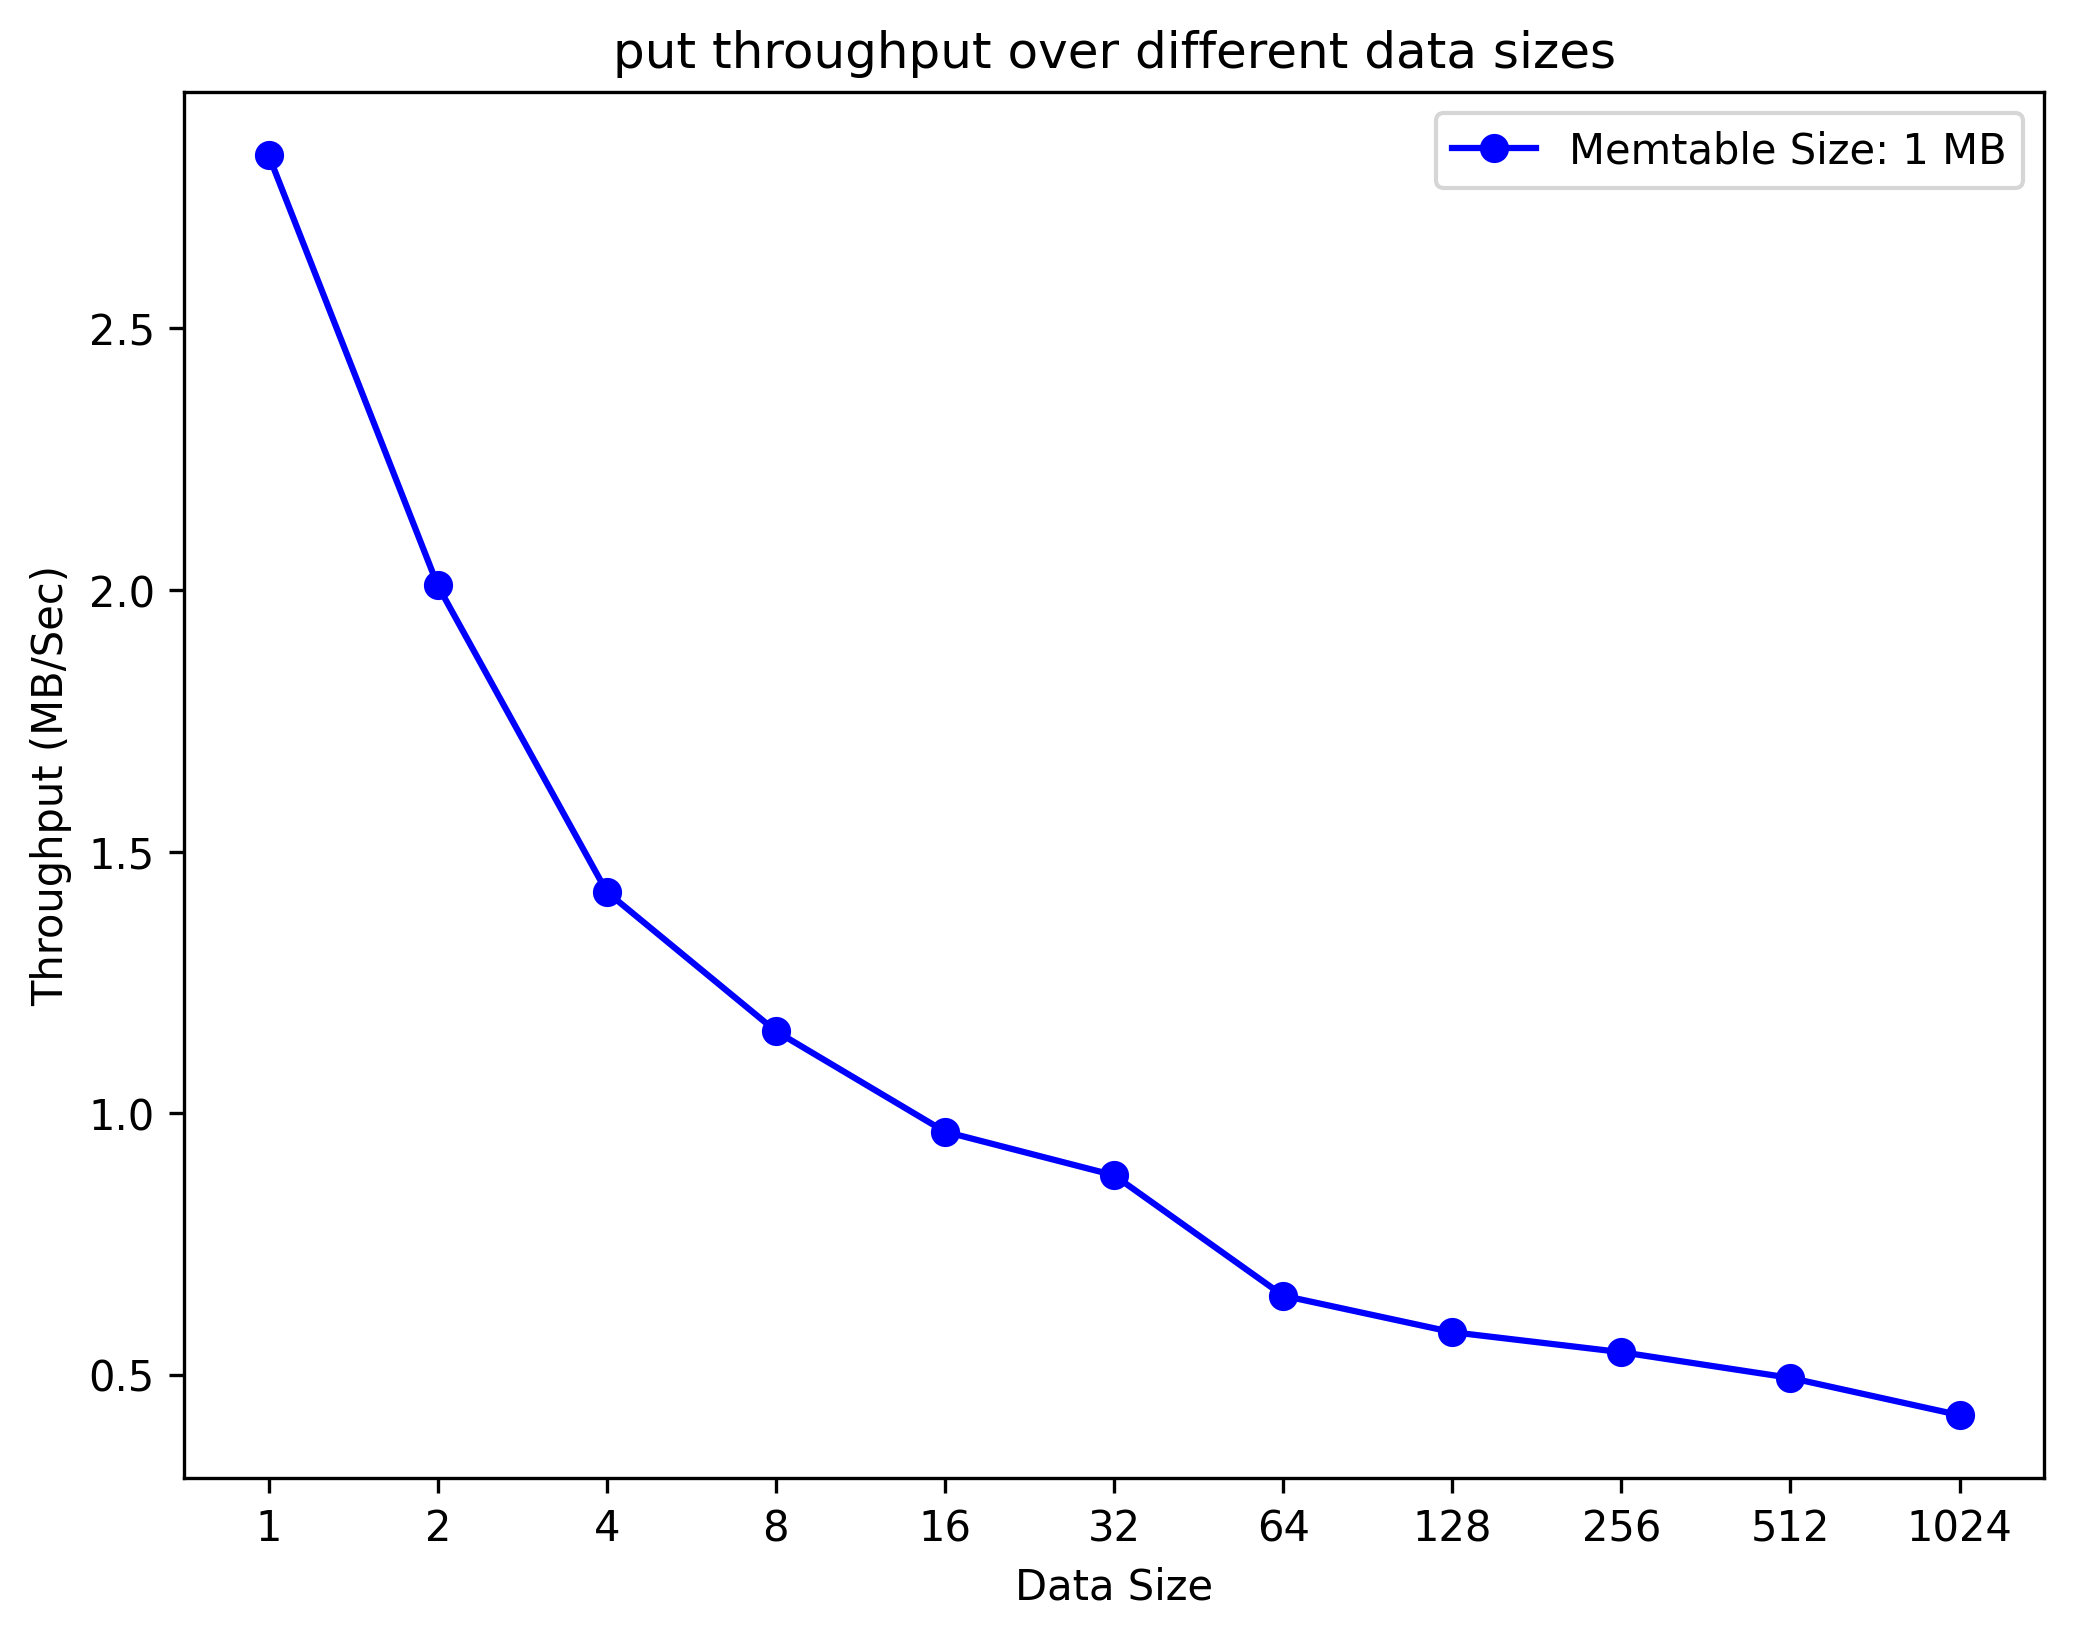 put throughput over different data sizes
Memtable Size: 1 MB
Throughput (MB/Sec)
2.5
2.0
1.5
1.0
0.5
1 2 4 8 16 32 64 128 256 512 1024
Data Size